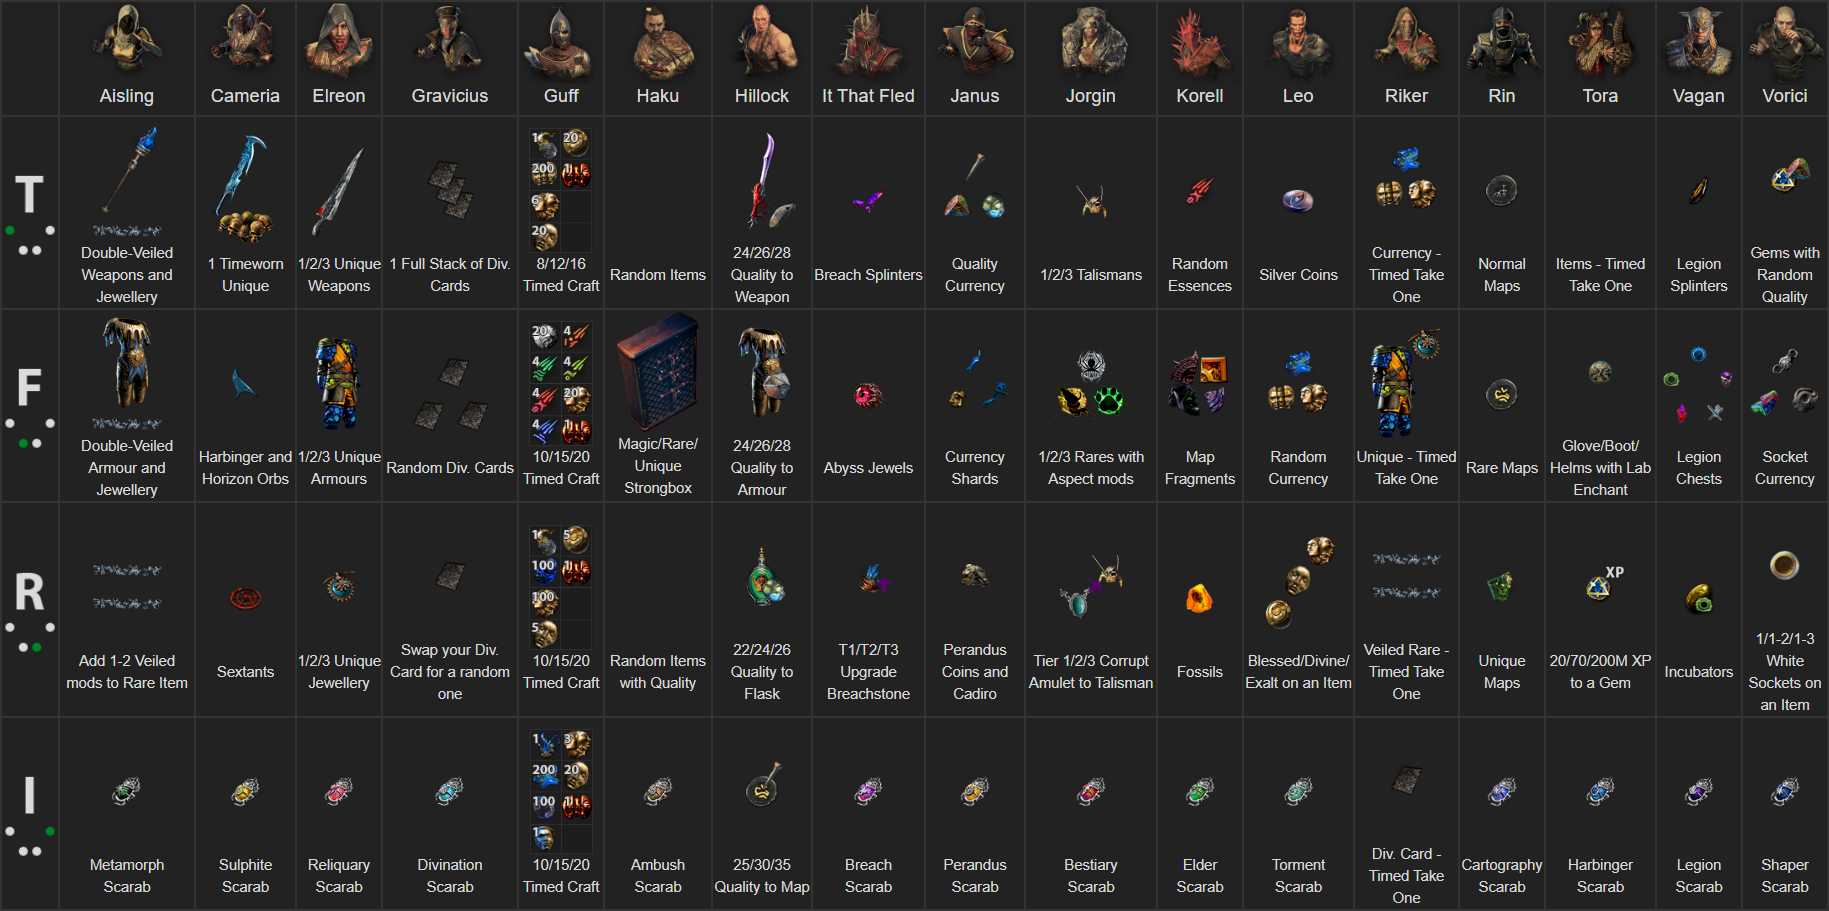 Aisling Cameria Elreon Gravicius Guff Haku Hillock It That Fled Janus Jorgin Korell Leo Riker Rin Tora Vagan Vorici
T
Double-Veiled
Weapons and
Jewellery
1 Timeworn
Unique
1/2/3 Unique
Weapons
1 Full Stack of Div.
Cards
20
200
6
20
8/12/16
Timed Craft
Random Items
24/26/28
Quality to
Weapon
Breach Splinters
Quality
Currency
1/2/3 Talismans
Random
Essences
Silver Coins
Currency -
Timed Take
One
Normal
Maps
Items - Timed
Take One
Legion
Splinters
Gems with
Random
Quality
F
Double-Veiled
Armour and
Jewellery
Harbinger and
Horizon Orbs
1/2/3 Unique
Armours
Random Div. Cards
20 4
4 4
4 20
4
10/15/20
Timed Craft
Magic/Rare/
Unique
Strongbox
24/26/28
Quality to
Armour
Abyss Jewels
Currency
Shards
1/2/3 Rares with
Aspect mods
Map
Fragments
Random
Currency
Unique - Timed
Take One
Rare Maps
Glove/Boot/
Helms with Lab
Enchant
Legion
Chests
Socket
Currency
R
Add 1-2 Veiled
mods to Rare Item
Sextants
1/2/3 Unique
Jewellery
Swap your Div.
Card for a random
one
5
100
100
5
10/15/20
Timed Craft
Random Items
with Quality
22/24/26
Quality to
Flask
T1/T2/T3
Upgrade
Breachstone
Perandus
Coins and
Cadiro
Tier 1/2/3 Corrupt
Amulet to Talisman
Fossils
Blessed/Divine/
Exalt on an Item
Veiled Rare -
Timed Take
One
Unique
Maps
XP
20/70/200M XP
to a Gem
Incubators
1/1-2/1-3
White
Sockets on
an Item
I
Metamorph
Scarab
Sulphite
Scarab
Reliquary
Scarab
Divination
Scarab
1 3
200 20
100
1
10/15/20
Timed Craft
Ambush
Scarab
25/30/35
Quality to Map
Breach
Scarab
Perandus
Scarab
Bestiary
Scarab
Elder
Scarab
Torment
Scarab
Div. Card -
Timed Take
One
Cartography
Scarab
Harbinger
Scarab
Legion
Scarab
Shaper
Scarab